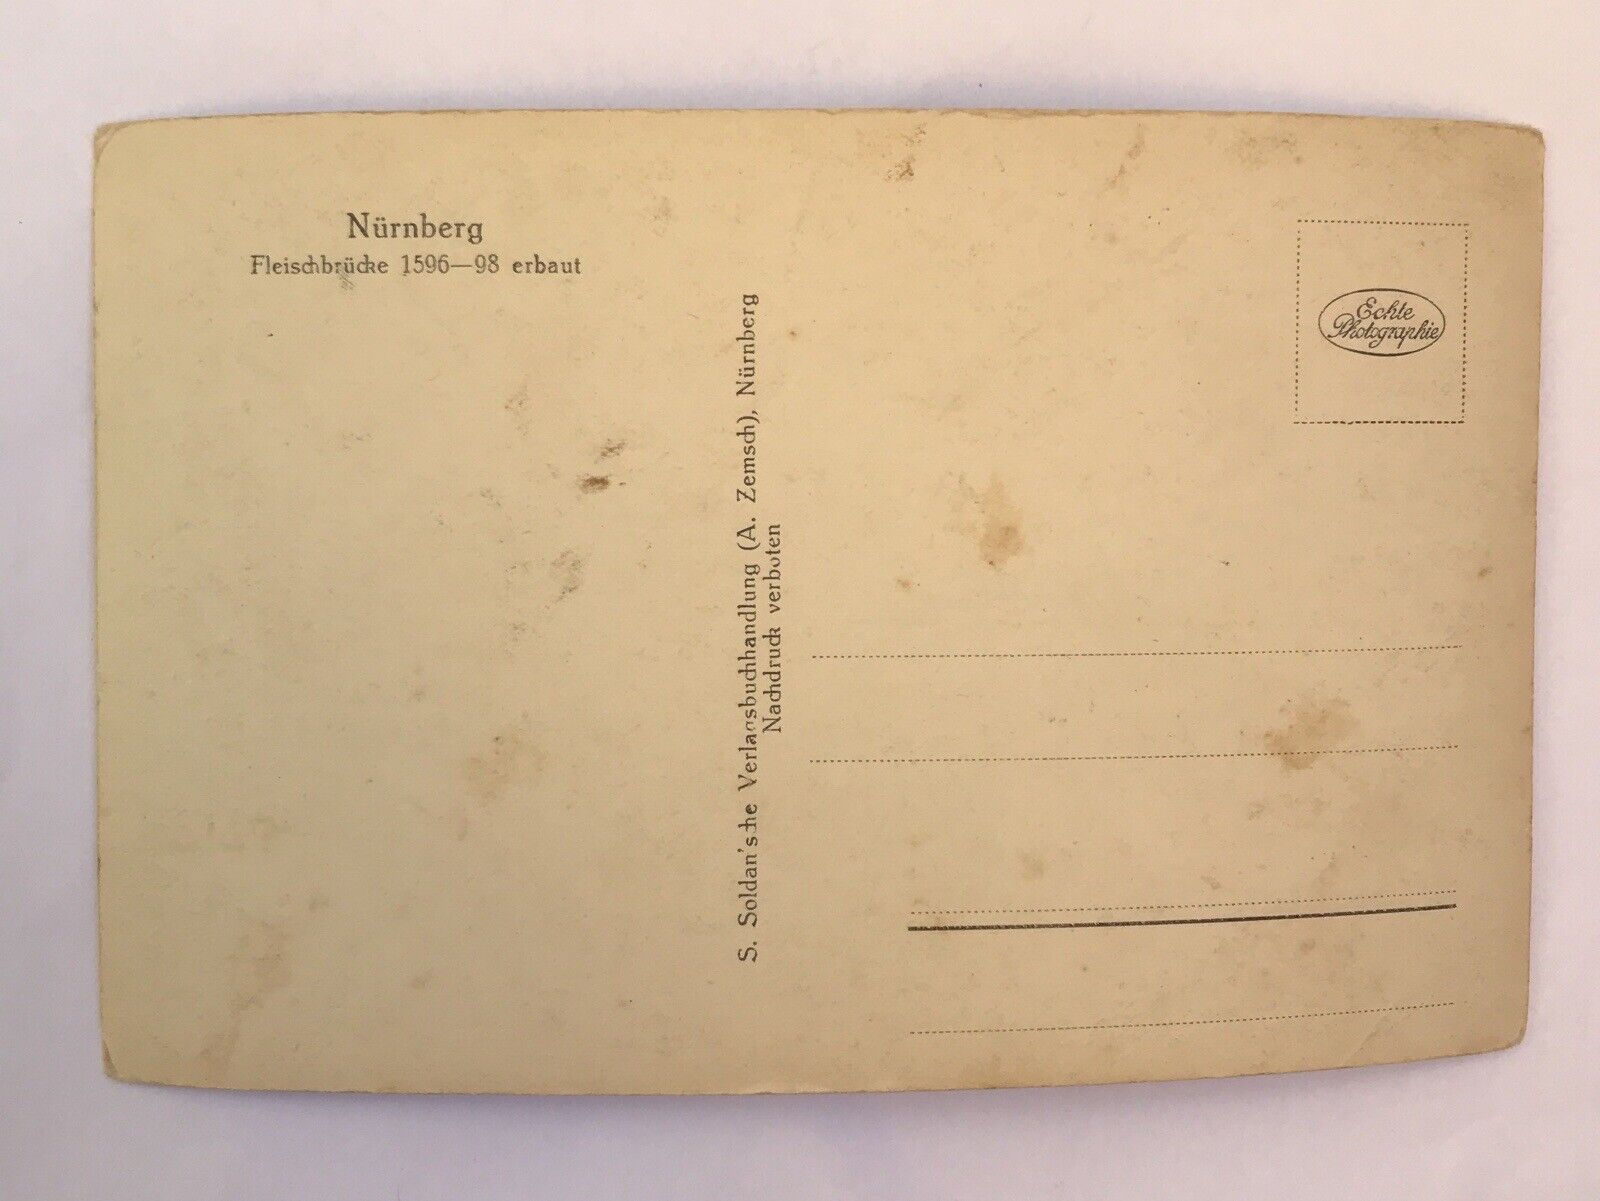 Nürnberg
Fleischbrücke 1596—98 erbaut
S. Soldan'sche Verlagsbuchhandlung (A. Zemsch), Nürnberg
Nachdruck verboten
Echte
Photographie